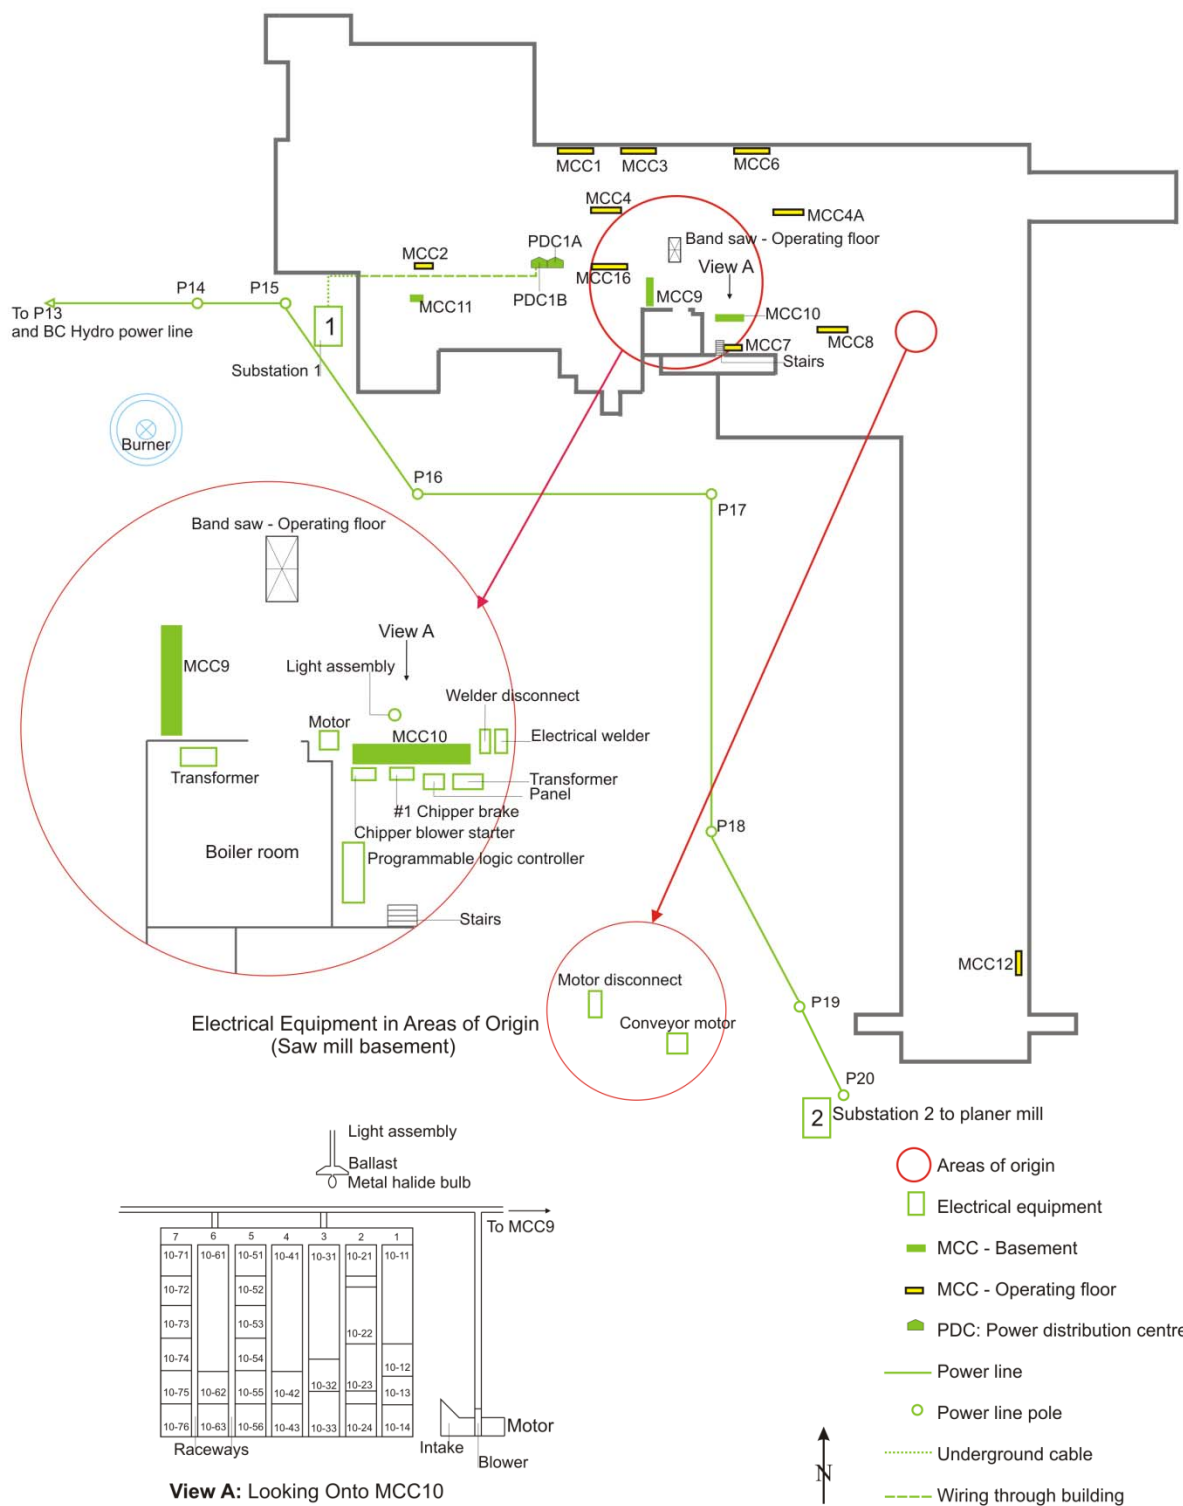 MCC1
MCC3
MCC6
MCC4
MCC4A
Band saw - Operating floor
PDC1A
MCC2
View A
MCC16
P14
P15
PDC1B
MCC11
MCC9
MCC10
To P13
and BC Hydro power line
1
MCC7
MCC8
Stairs
Substation 1
Burner
P16
P17
Band saw - Operating floor
View A
MCC9
Light assembly
Welder disconnect
Motor
MCC10
Electrical welder
Transformer
Transformer
Panel
#1 Chipper brake
Chipper blower starter
P18
Boiler room
Programmable logic controller
Stairs
MCC12
Motor disconnect
P19
Conveyor motor
Electrical Equipment in Areas of Origin
(Saw mill basement)
P20
2
Substation 2 to planer mill
Light assembly
Ballast
Metal halide bulb
To MCC9
7 6 5 4 3 2 1
10-71 10-61 10-51 10-41 10-31 10-21 10-11
10-72 10-52
10-73 10-53 10-22
10-74 10-54 10-12
10-75 10-62 10-55 10-42 10-32 10-23 10-13
10-76 10-63 10-56 10-43 10-33 10-24 10-14
Motor
Raceways
Intake
Blower
View A: Looking Onto MCC10
Areas of origin
Electrical equipment
MCC - Basement
MCC - Operating floor
PDC: Power distribution centre
Power line
Power line pole
Underground cable
Wiring through building
N